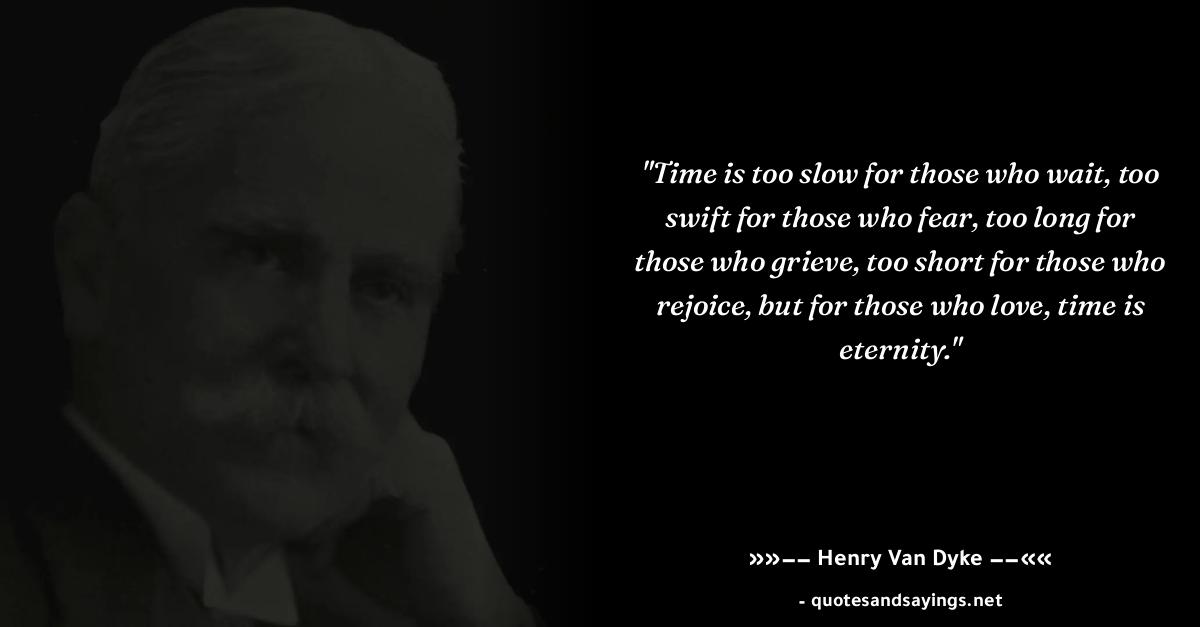 "Time is too slow for those who wait, too
swift for those who fear, too long for
those who grieve, too short for those who
rejoice, but for those who love, time is
eternity."
»»−− Henry Van Dyke −−««
- quotesandsayings.net